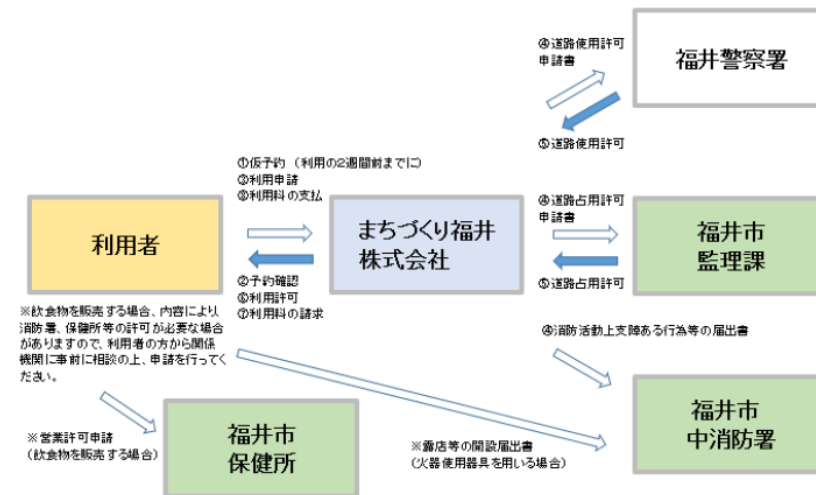 ④道路使用許可
申請書
福井警察署
⑤道路使用許可
①仮予約（利用の2週間前までに）
③利用申請
⑧利用料の支払
④道路占用許可
申請書
利用者
まちづくり福井
株式会社
福井市
監理課
②予約確認
⑥利用許可
⑦利用料の請求
⑤道路占用許可
※飲食物を販売する場合、内容により
消防署、保健所等の許可が必要な場合
がありますので、利用者の方から関係
機関に事前に相談の上、申請を行ってく
ださい。
④消防活動上支障ある行為等の届出書
※営業許可申請
（飲食物を販売する場合）
福井市
保健所
※露店等の開設届出書
（火器使用器具を用いる場合）
福井市
中消防署